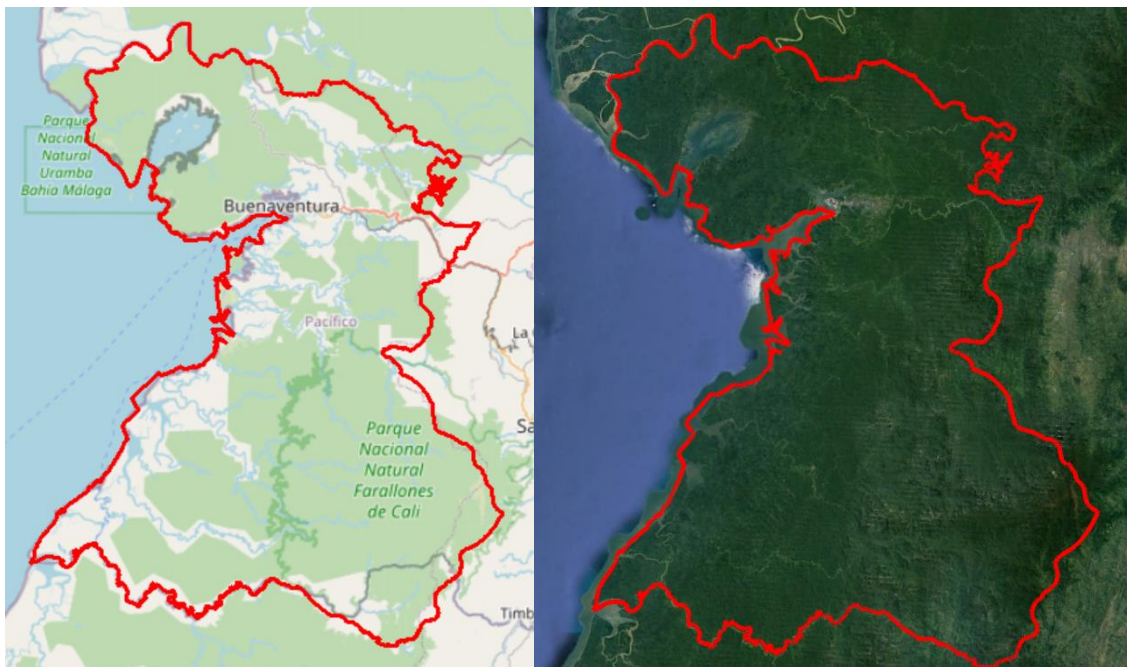 Parque
Nacional
Natural
Uramba
Bahía Málaga
Buenaventura
Pacífico
La
Parque
Nacional
Natural
Farallones
de Cali
Sa
Timb